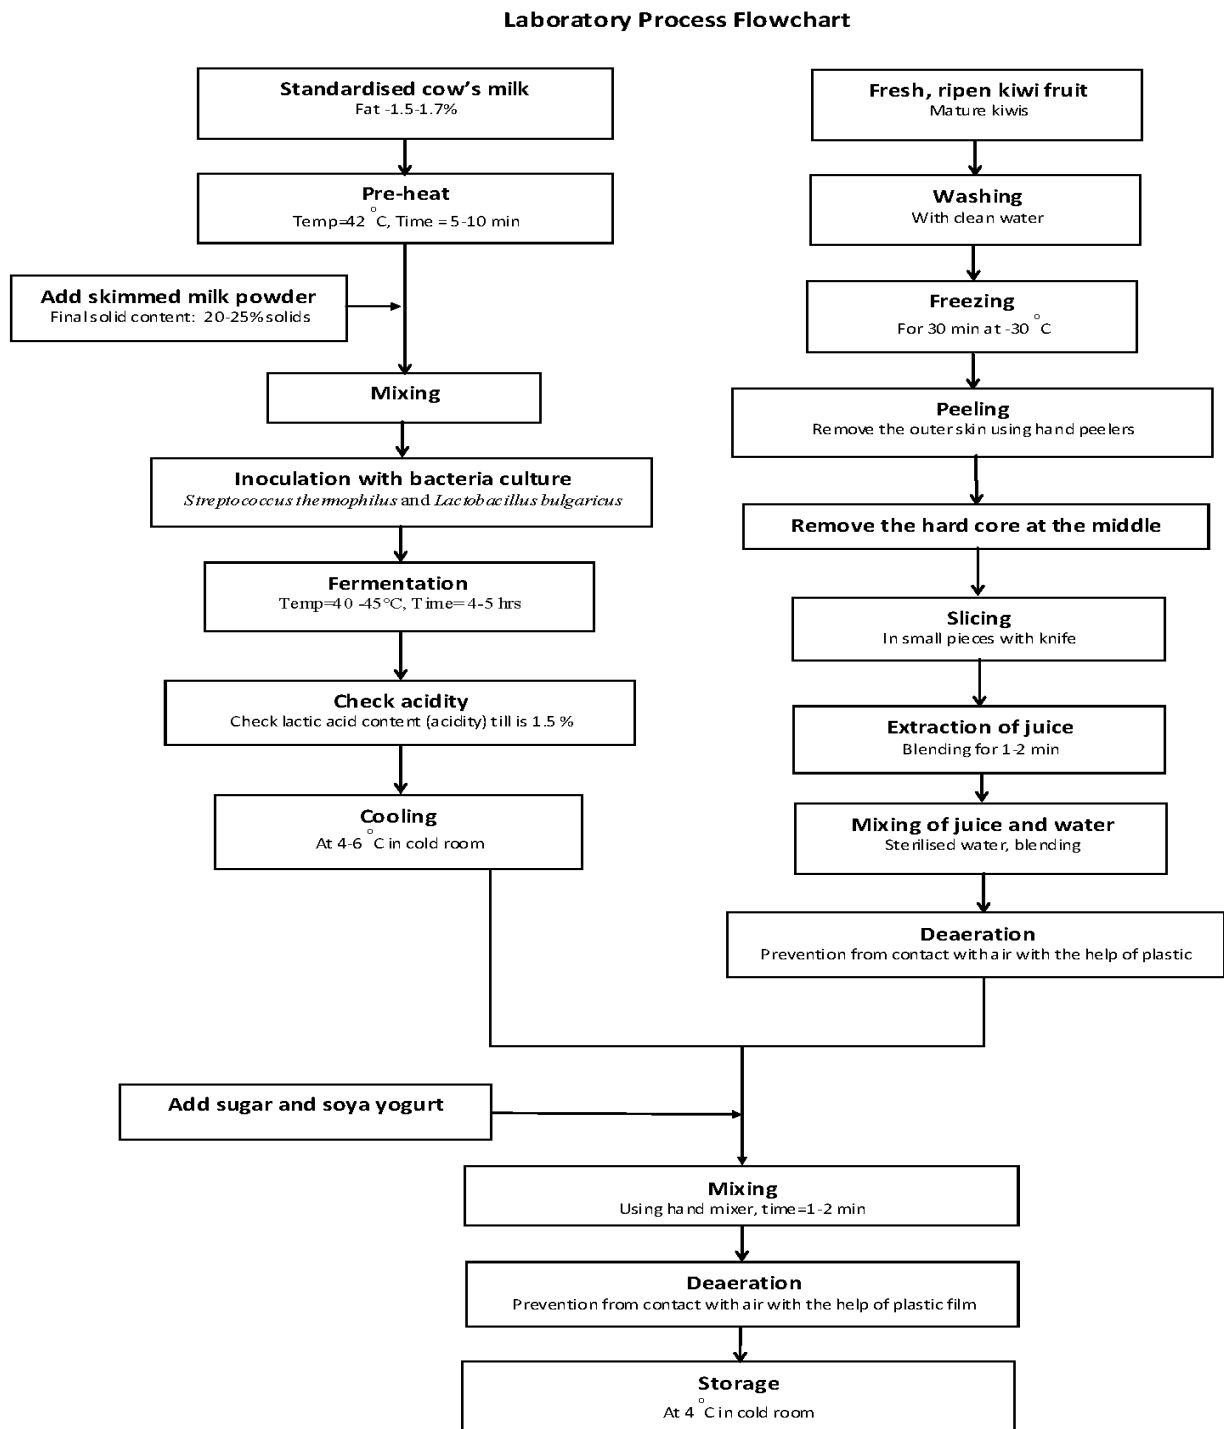 Laboratory Process Flowchart
Standardised cow's milk
Fat -1.5-1.7%
Pre-heat
Temp=42 °C, Time = 5-10 min
Add skimmed milk powder
Final solid content: 20-25% solids
Mixing
Inoculation with bacteria culture
Streptococcus thermophilus and Lactobacillus bulgaricus
Fermentation
Temp=40 -45°C, Time= 4-5 hrs
Check acidity
Check lactic acid content (acidity) till is 1.5 %
Cooling
At 4-6 °C in cold room
Fresh, ripen kiwi fruit
Mature kiwis
Washing
With clean water
Freezing
For 30 min at -30 °C
Peeling
Remove the outer skin using hand peelers
Remove the hard core at the middle
Slicing
In small pieces with knife
Extraction of juice
Blending for 1-2 min
Mixing of juice and water
Sterilised water, blending
Deaeration
Prevention from contact with air with the help of plastic
Add sugar and soya yogurt
Mixing
Using hand mixer, time=1-2 min
Deaeration
Prevention from contact with air with the help of plastic film
Storage
At 4 °C in cold room